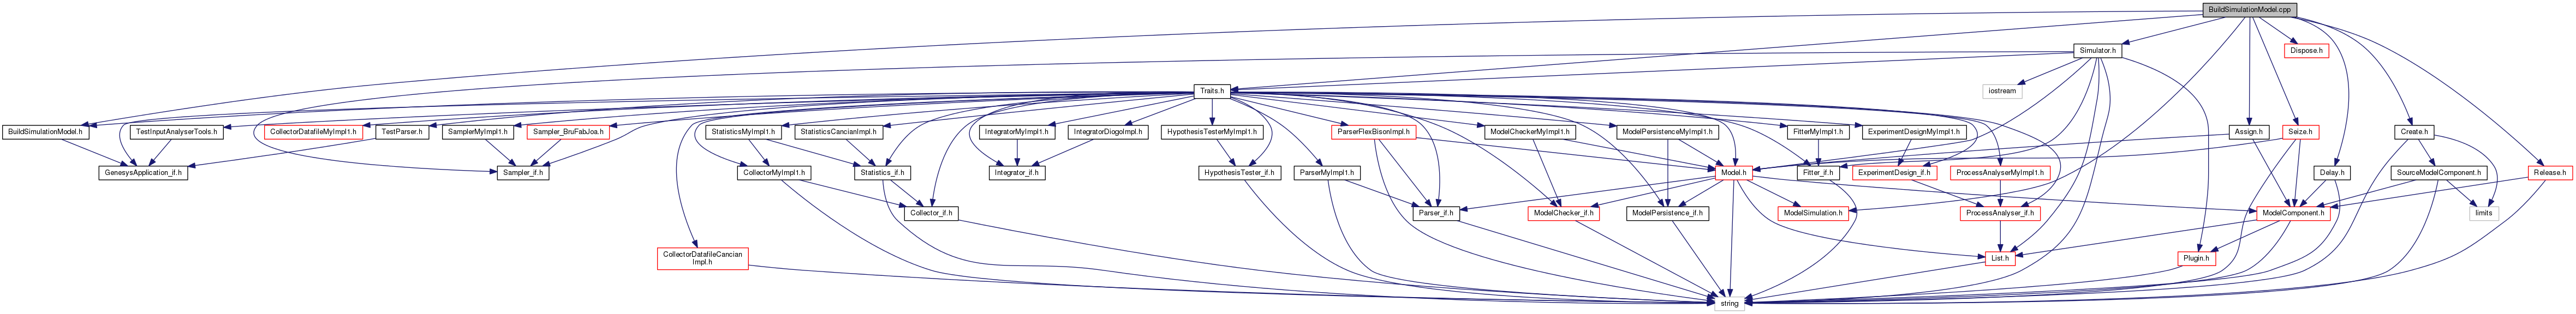 BuildSimulationModel.cpp
Simulator.h
Dispose.h
Traits.h
iostream
BuildSimulationModel.h
TestInputAnalyserTools.h
CollectorDatafileMyImpl1.h
TestParser.h
SamplerMyImpl1.h
Sampler_BruFabJoa.h
StatisticsMyImpl1.h
StatisticsCancianImpl.h
IntegratorMyImpl1.h
IntegratorDiogoImpl.h
HypothesisTesterMyImpl1.h
ParserFlexBisonImpl.h
ModelCheckerMyImpl1.h
ModelPersistenceMyImpl1.h
FitterMyImpl1.h
ExperimentDesignMyImpl1.h
Assign.h
Seize.h
Create.h
GenesysApplication_if.h
Sampler_if.h
CollectorMyImpl1.h
Statistics_if.h
Integrator_if.h
HypothesisTester_if.h
ParserMyImpl1.h
Model.h
Fitter_if.h
ExperimentDesign_if.h
ProcessAnalyserMyImpl1.h
Delay.h
SourceModelComponent.h
Release.h
Collector_if.h
Parser_if.h
ModelChecker_if.h
ModelPersistence_if.h
ModelSimulation.h
ProcessAnalyser_if.h
ModelComponent.h
limits
CollectorDatafileCancian
Impl.h
List.h
Plugin.h
string